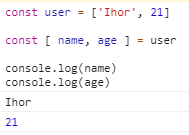 const user = ['Ihor', 21]
const [ name, age ] = user
console.log(name)
console.log(age)
Ihor
21